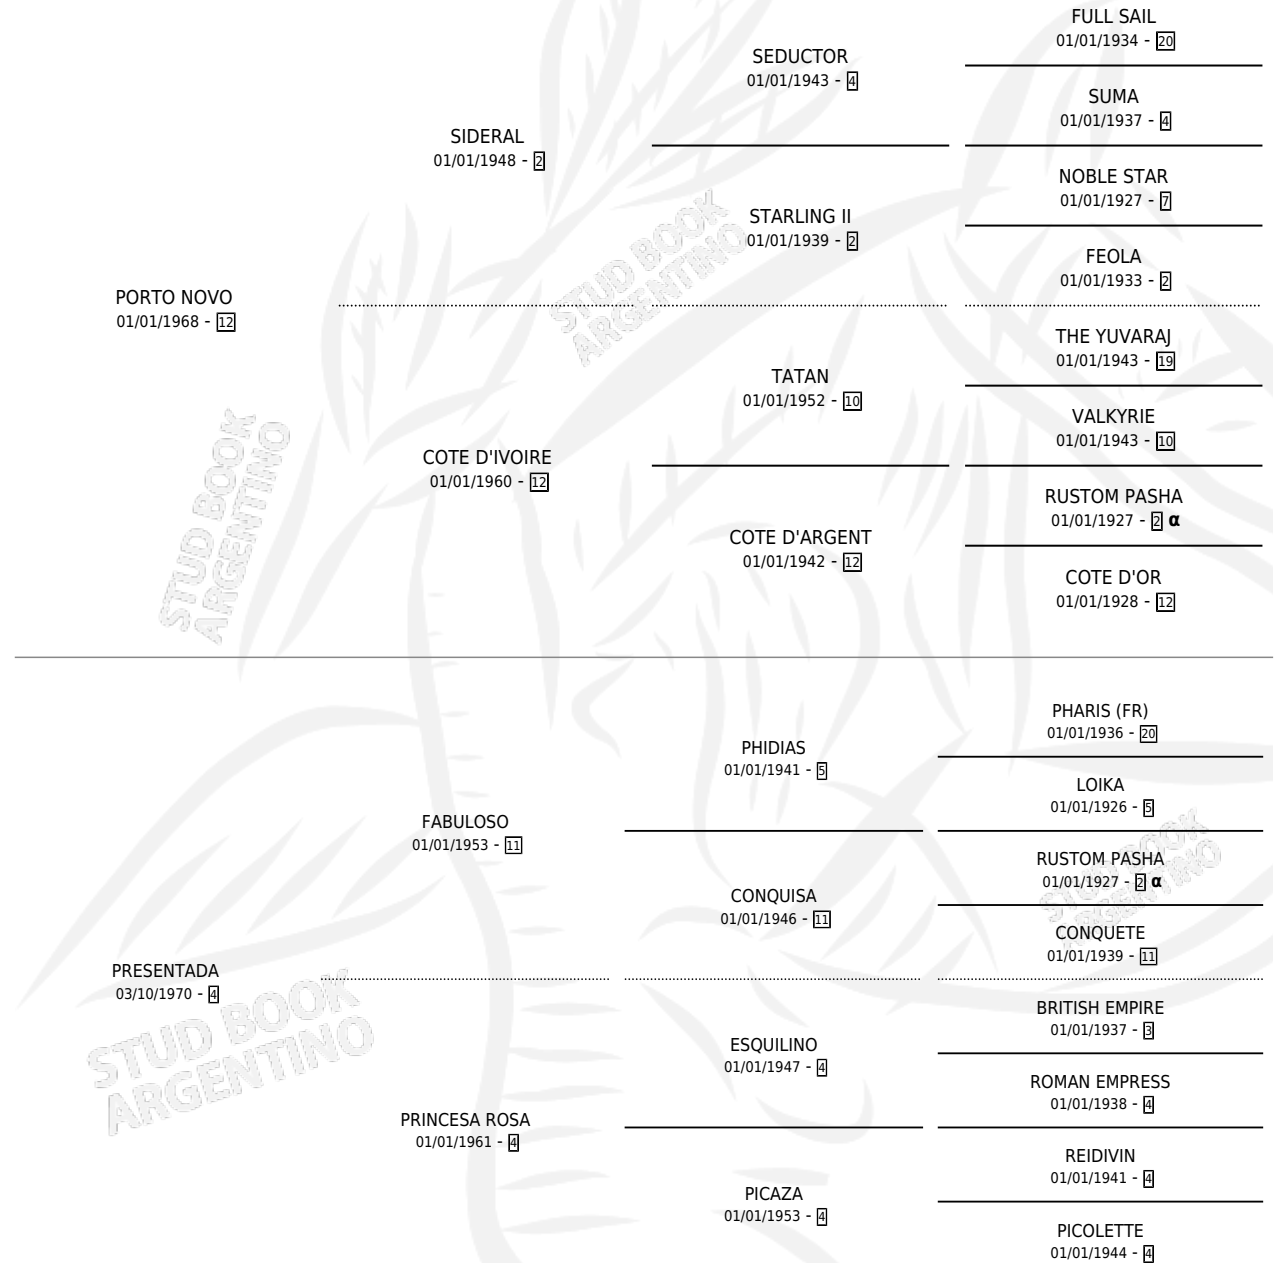 PORTO NOVO
01/01/1968 - 12
SIDERAL
01/01/1948 - 2
SEDUCTOR
01/01/1943 - 4
FULL SAIL
01/01/1934 - 20
SUMA
01/01/1937 - 4
STARLING II
01/01/1939 - 2
NOBLE STAR
01/01/1927 - 7
FEOLA
01/01/1933 - 2
COTE D'IVOIRE
01/01/1960 - 12
TATAN
01/01/1952 - 10
THE YUVARAJ
01/01/1943 - 19
VALKYRIE
01/01/1943 - 10
COTE D'ARGENT
01/01/1942 - 12
RUSTOM PASHA
01/01/1927 - 2 α
COTE D'OR
01/01/1928 - 12
PRESENTADA
03/10/1970 - 4
FABULOSO
01/01/1953 - 11
PHIDIAS
01/01/1941 - 5
PHARIS (FR)
01/01/1936 - 20
LOIKA
01/01/1926 - 5
CONQUISA
01/01/1946 - 11
RUSTOM PASHA
01/01/1927 - 2 α
CONQUETE
01/01/1939 - 11
PRINCESA ROSA
01/01/1961 - 4
ESQUILINO
01/01/1947 - 4
BRITISH EMPIRE
01/01/1937 - 3
ROMAN EMPRESS
01/01/1938 - 4
PICAZA
01/01/1953 - 4
REIDIVIN
01/01/1941 - 4
PICOLETTE
01/01/1944 - 4
STUD BOOK
ARGENTINO
STUD BOOK
ARGENTINO
STUD BOOK
ARGENTINO
STUD BOOK
ARGENTINO